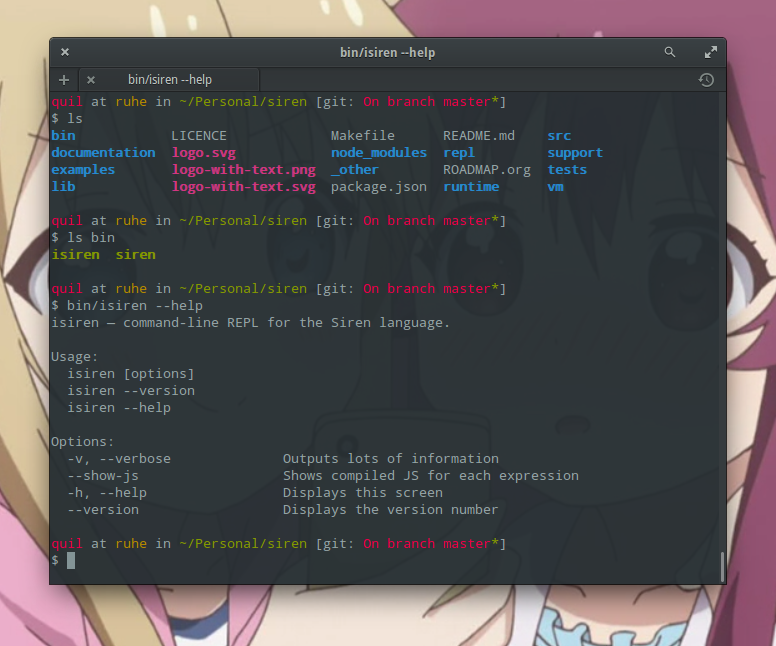 bin/isiren --help
bin/isiren --help
quil at ruhe in ~/Personal/siren [git: On branch master*]
$ ls
bin LICENCE Makefile README.md src
documentation logo.svg node_modules repl support
examples logo-with-text.png _other ROADMAP.org tests
lib logo-with-text.svg package.json runtime vm
quil at ruhe in ~/Personal/siren [git: On branch master*]
$ ls bin
isiren siren
quil at ruhe in ~/Personal/siren [git: On branch master*]
$ bin/isiren --help
isiren — command-line REPL for the Siren language.
Usage:
isiren [options]
isiren --version
isiren --help
Options:
-v, --verbose Outputs lots of information
--show-js Shows compiled JS for each expression
-h, --help Displays this screen
--version Displays the version number
quil at ruhe in ~/Personal/siren [git: On branch master*]
$